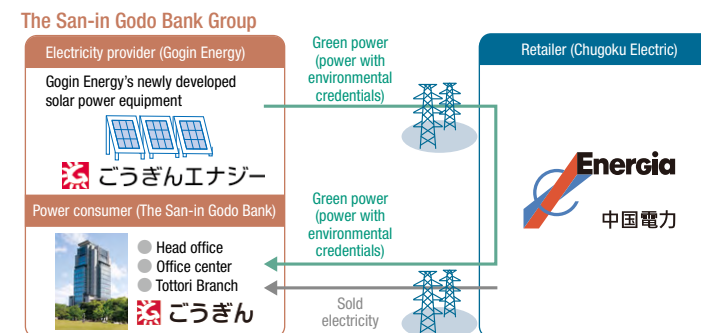 The San-in Godo Bank Group
Electricity provider (Gogin Energy)
Gogin Energy's newly developed
solar power equipment
ごうぎんエナジー
Green power
(power with
environmental
credentials)
Retailer (Chugoku Electric)
Energia
中国電力
Power consumer (The San-in Godo Bank)
Head office
Office center
Tottori Branch
ごうぎん
Green power
(power with
environmental
credentials)
Sold
electricity